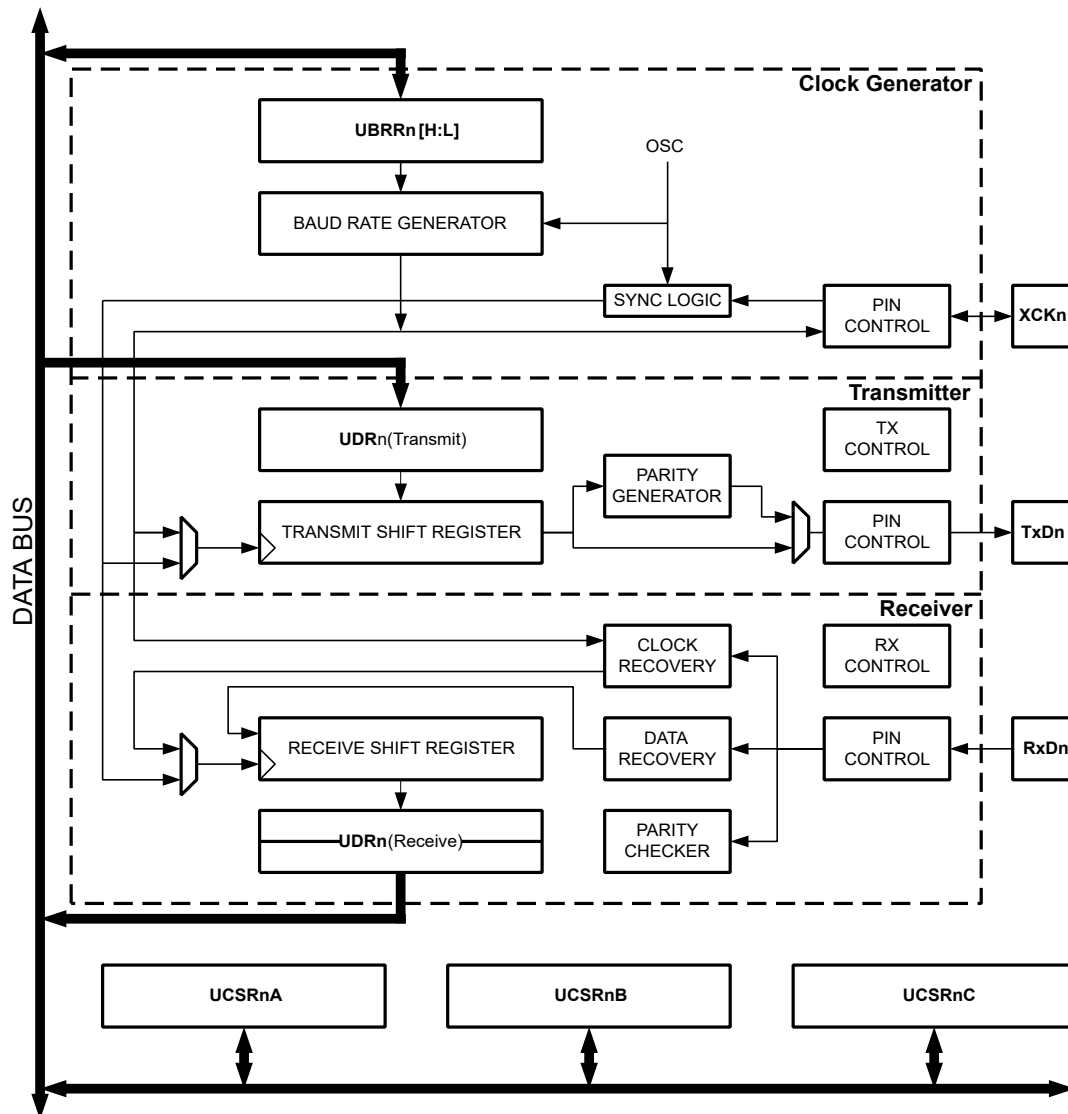 Clock Generator
UBRRn [H:L]
OSC
BAUD RATE GENERATOR
SYNC LOGIC
PIN
CONTROL
XCKn
DATA BUS
Transmitter
UDRn(Transmit)
TX
CONTROL
PARITY
GENERATOR
TRANSMIT SHIFT REGISTER
PIN
CONTROL
TxDn
Receiver
CLOCK
RECOVERY
RX
CONTROL
RECEIVE SHIFT REGISTER
DATA
RECOVERY
PIN
CONTROL
RxDn
UDRn(Receive)
PARITY
CHECKER
UCSRnA
UCSRnB
UCSRnC